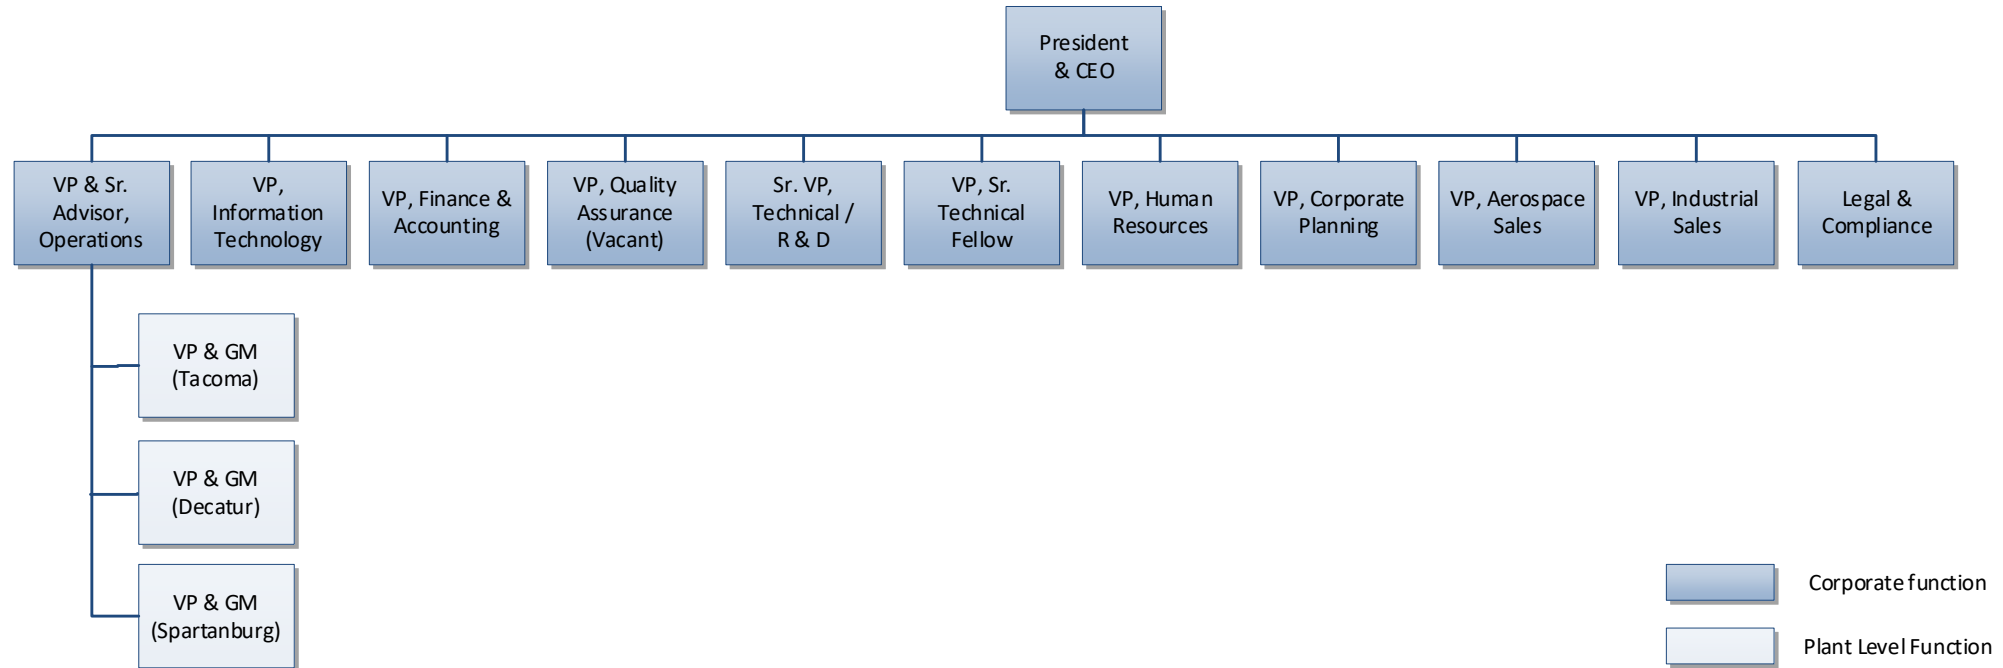 President
& CEO
VP & Sr.
Advisor,
Operations
VP,
Information
Technology
VP, Finance &
Accounting
VP, Quality
Assurance
(Vacant)
Sr. VP,
Technical /
R & D
VP, Sr.
Technical
Fellow
VP, Human
Resources
VP, Corporate
Planning
VP, Aerospace
Sales
VP, Industrial
Sales
Legal &
Compliance
VP & GM
(Tacoma)
VP & GM
(Decatur)
VP & GM
(Spartanburg)
Corporate function
Plant Level Function